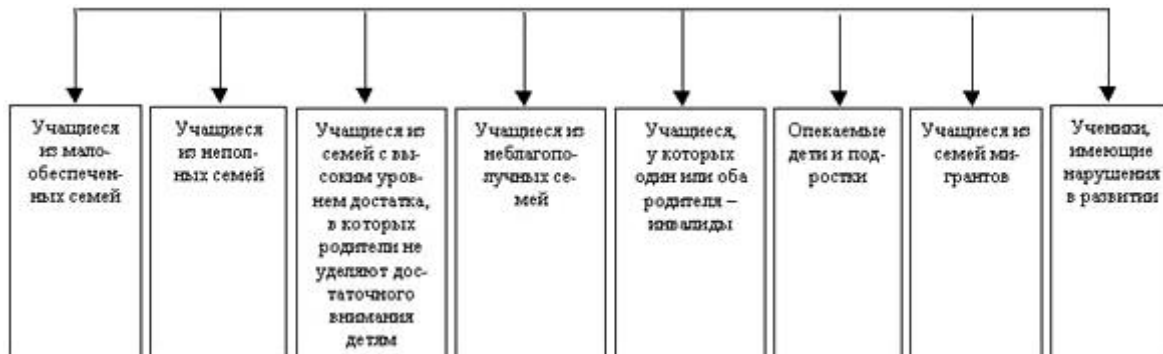 Учащиеся
из мало-
обеспечен-
ных семей
Учащиеся
из непол-
ных семей
Учащиеся из
семей с вы-
соким уров-
нем достатка,
в которых
родители не
уделяют дос-
таточного
внимания
детям
Учащиеся из
неблагопо-
лучных се-
мей
Учащиеся,
у которых
один или оба
родителя –
инвалиды
Опекаемые
дети и под-
ростки
Учащиеся из
семей ми-
грантов
Ученики,
имеющие
нарушения
в развитии